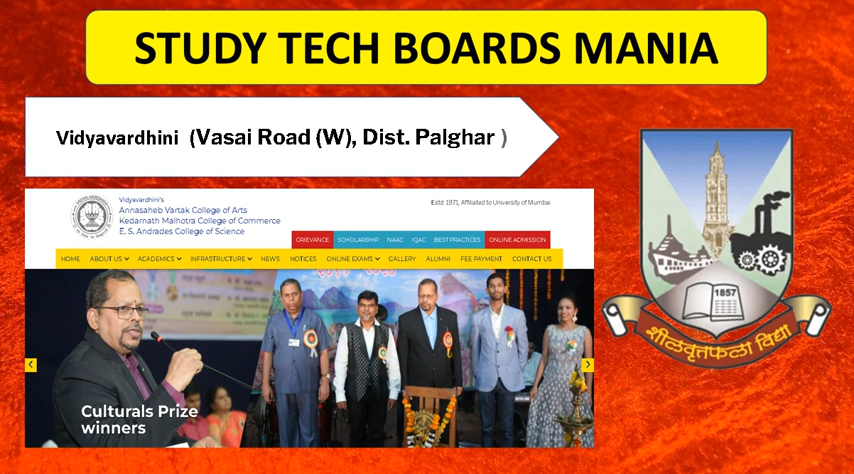 STUDY TECH BOARDS MANIA
Vidyavardhini (Vasai Road (W), Dist. Palghar )
Vidyavardhini's
Annasaheb Vartak College of Arts
Kedarnath Malhotra College of Commerce
E. S. Andrades College of Science
Estd. 1971, Affiliated to University of Mumbai
GRIEVANCE SCHOLARSHIP NAAC IQAC BEST PRACTICES ONLINE ADMISSION
HOME ABOUT US ACADEMICS INFRASTRUCTURE NEWS NOTICES ONLINE EXAMS GALLERY ALUMNI FEE PAYMENT CONTACT US
Culturals Prize
winners
1857
शीलवृत्तफला विद्या